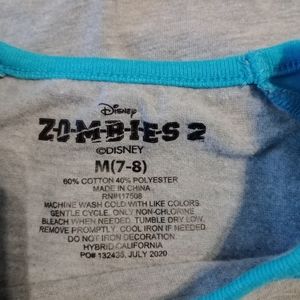 Disney
Z-O-M-B-I-E-S 2
©DISNEY
M(7-8)
60% COTTON 40% POLYESTER
MADE IN CHINA
RN#117508
MACHINE WASH COLD WITH LIKE COLORS
GENTLE CYCLE. ONLY NON-CHLORINE
BLEACH WHEN NEEDED. TUMBLE DRY LOW.
REMOVE PROMPTLY. COOL IRON IF NEEDED.
DO NOT IRON DECORATION.
HYBRID CALIFORNIA
PO# 132435, JULY 2020